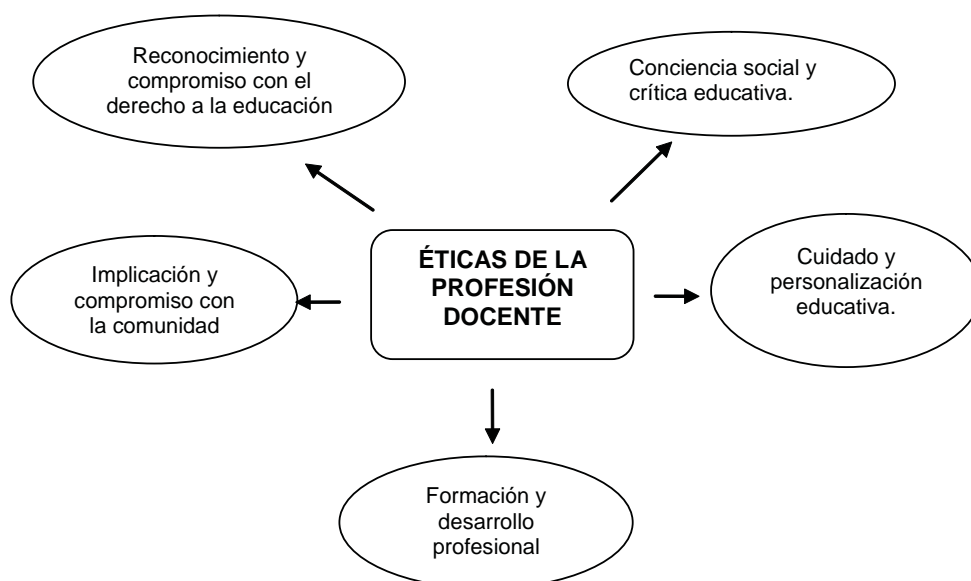 Reconocimiento y
compromiso con el
derecho a la educación
Conciencia social y
crítica educativa.
ÉTICAS DE LA
PROFESIÓN
DOCENTE
Implicación y
compromiso con
la comunidad
Cuidado y
personalización
educativa.
Formación y
desarrollo
profesional